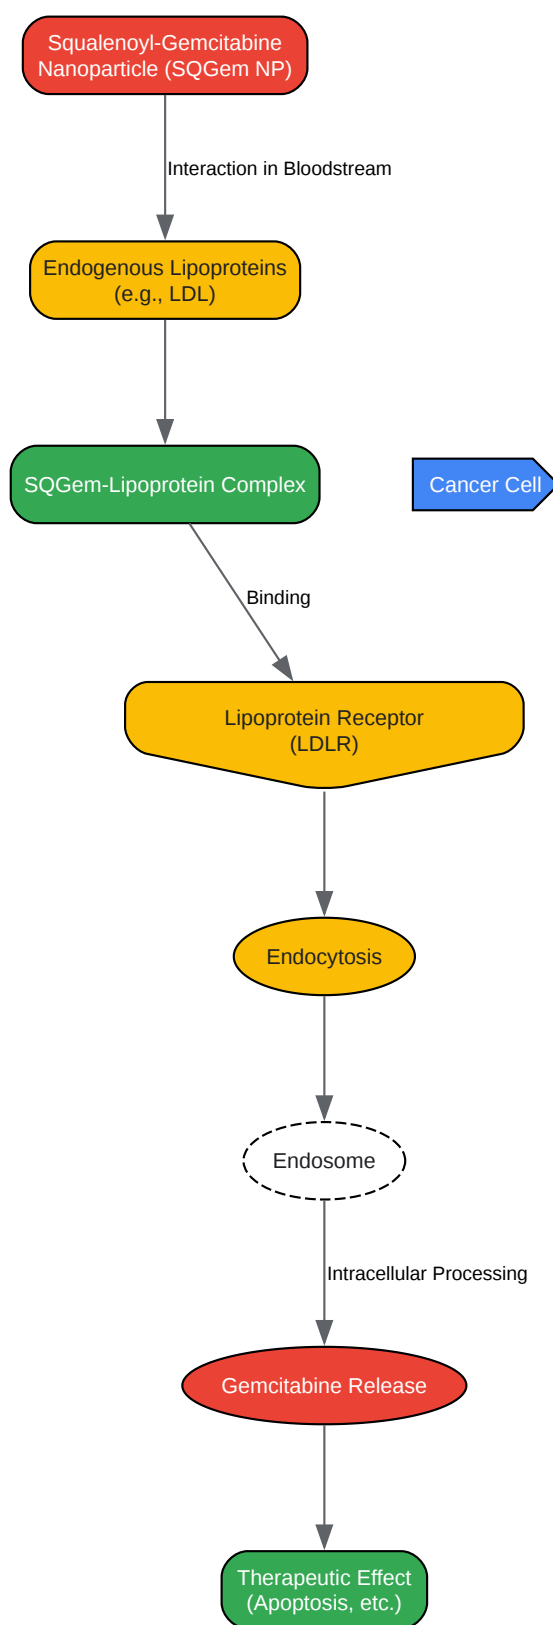 Squalenoyl-Gemcitabine
Nanoparticle (SQGem NP)
Interaction in Bloodstream
Endogenous Lipoproteins
(e.g., LDL)
SQGem-Lipoprotein Complex
Cancer Cell
Binding
Lipoprotein Receptor
(LDLR)
Endocytosis
Endosome
Intracellular Processing
Gemcitabine Release
Therapeutic Effect
(Apoptosis, etc.)